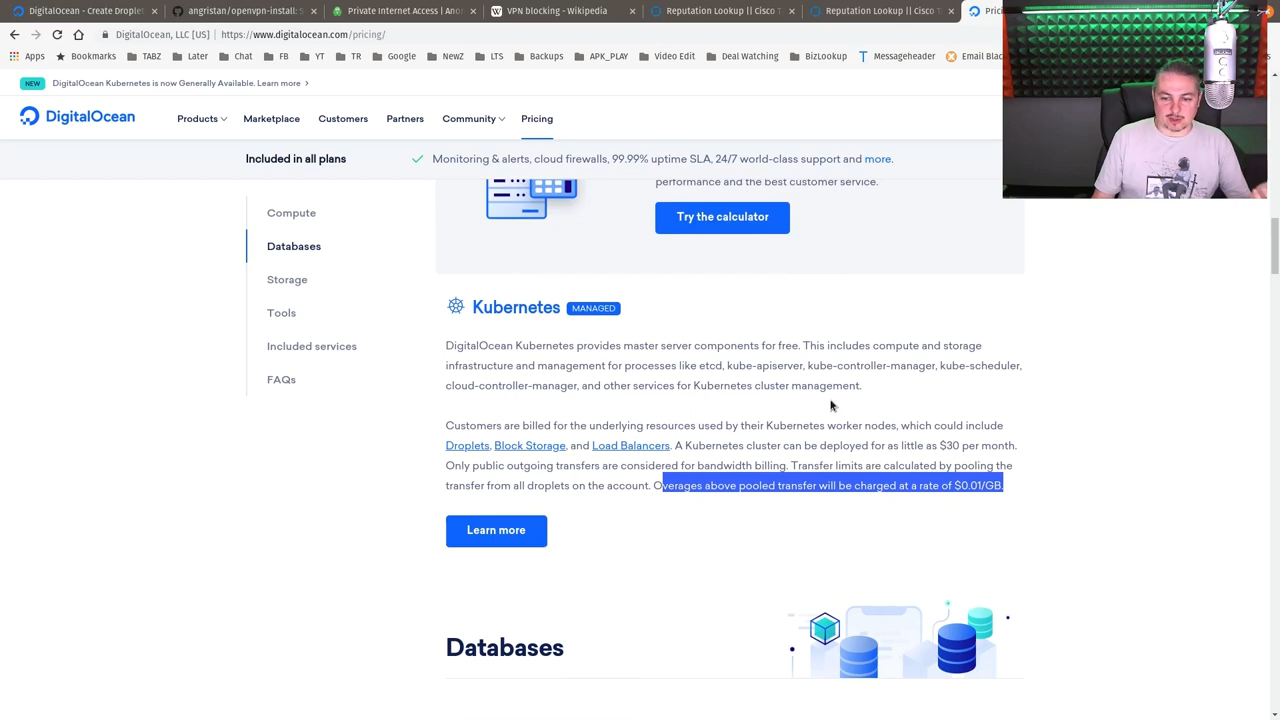 DigitalOcean - Create Droplet
angristan/openvpn-install: S
Private Internet Access | Ano
VPN blocking - Wikipedia
Reputation Lookup || Cisco T
Reputation Lookup || Cisco T
Prici
DigitalOcean, LLC [US] | https://www.digitalocean.com/pricing/
Apps
Bookmarks
TABZ
Later
Chat
FB
YT
TR
Google
NewZ
LTS
Backups
APK_PLAY
Video Edit
Deal Watching
BizLookup
Messageheader
Email Blac
NEW DigitalOcean Kubernetes is now Generally Available. Learn more
DigitalOcean
Products
Marketplace
Customers
Partners
Community
Pricing
Included in all plans
Monitoring & alerts, cloud firewalls, 99.99% uptime SLA, 24/7 world-class support and more.
performance and the best customer service.
Try the calculator
Compute
Databases
Storage
Tools
Included services
FAQs
Kubernetes MANAGED
DigitalOcean Kubernetes provides master server components for free. This includes compute and storage
infrastructure and management for processes like etcd, kube-apiserver, kube-controller-manager, kube-scheduler,
cloud-controller-manager, and other services for Kubernetes cluster management.
Customers are billed for the underlying resources used by their Kubernetes worker nodes, which could include
Droplets, Block Storage, and Load Balancers. A Kubernetes cluster can be deployed for as little as $30 per month.
Only public outgoing transfers are considered for bandwidth billing. Transfer limits are calculated by pooling the
transfer from all droplets on the account. Overages above pooled transfer will be charged at a rate of $0.01/GB.
Learn more
Databases